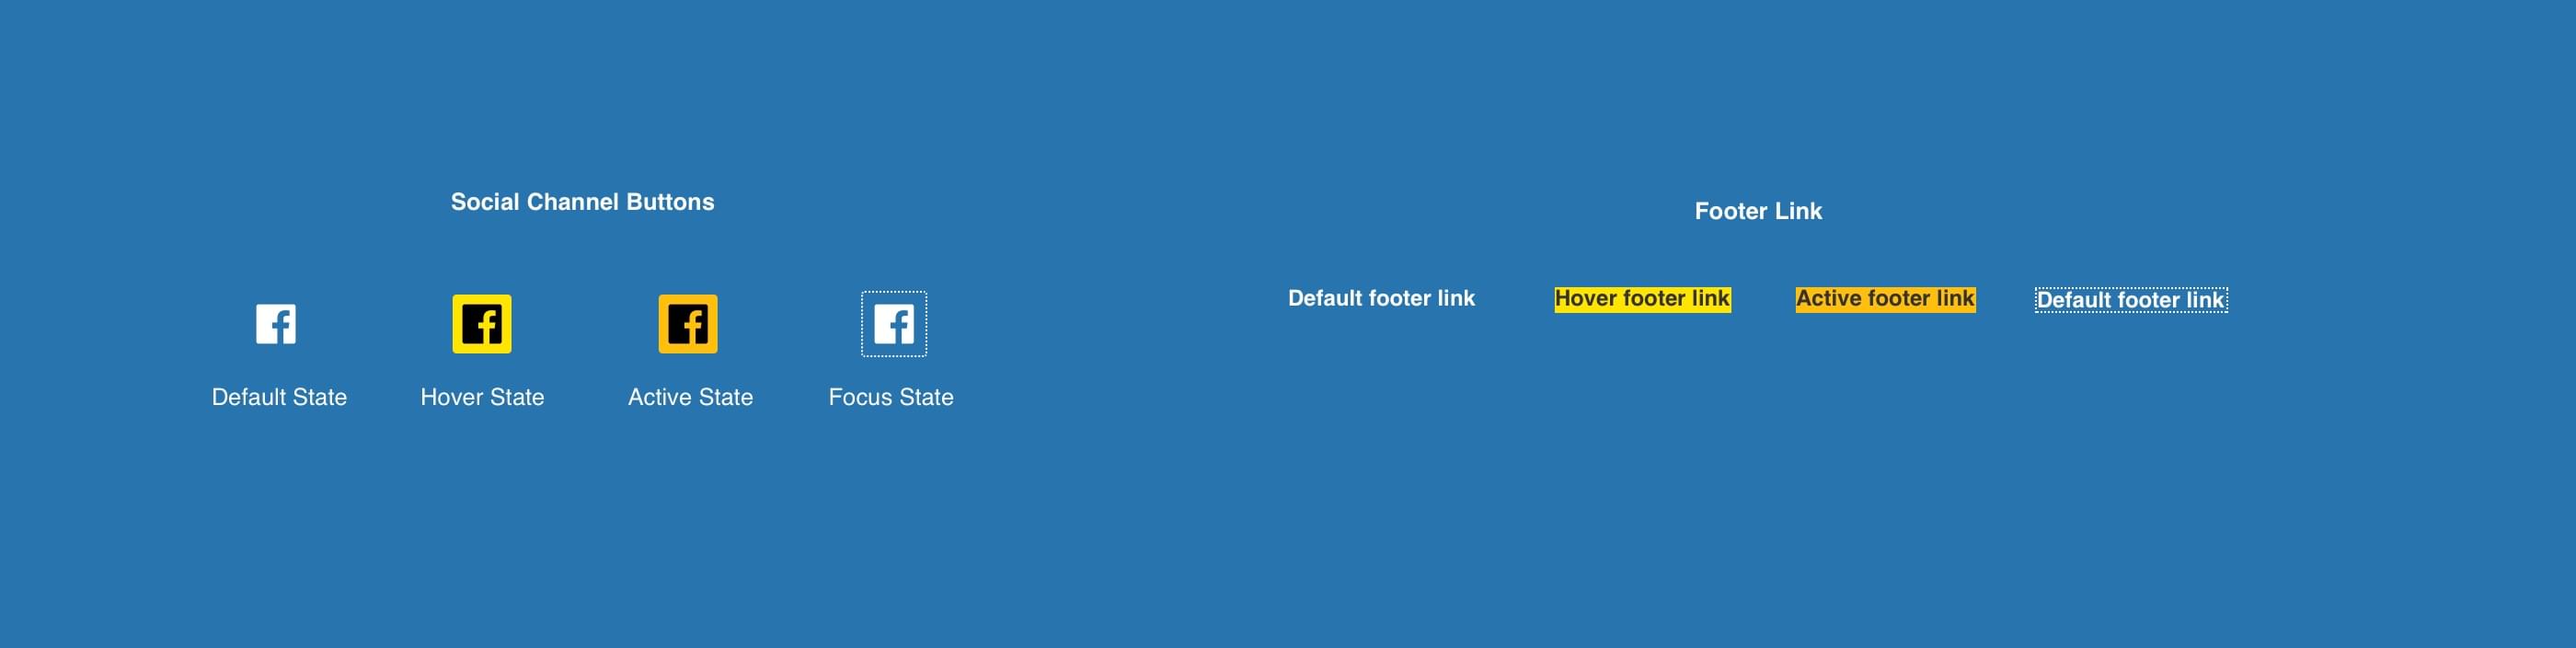 Social Channel Buttons
Default State
Hover State
Active State
Focus State
Footer Link
Default footer link
Hover footer link
Active footer link
Default footer link